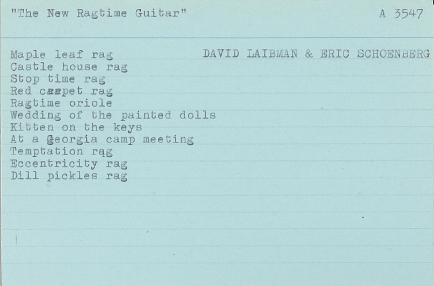 "The New Ragtime Guitar" A 3547
Maple leaf rag DAVID LAIBMAN & ERIC SCHOENBERG
Castle house rag
Stop time rag
Red carpet rag
Ragtime oriole
Wedding of the painted dolls
Kitten on the keys
At a Georgia camp meeting
Temptation rag
Eccentricity rag
Dill pickles rag